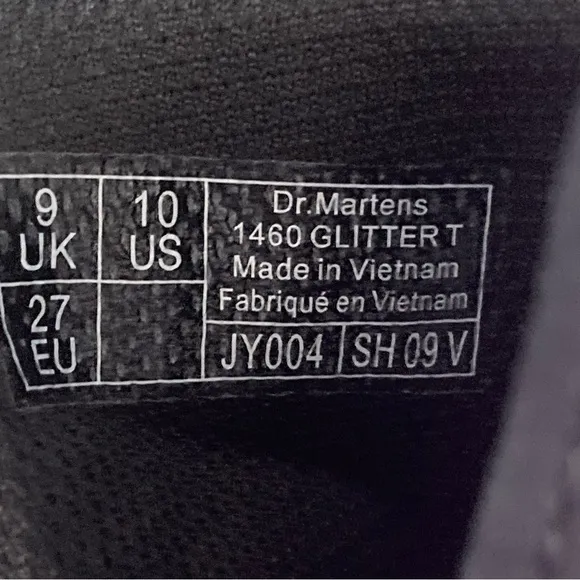 9
UK
10
US
27
EU
Dr.Martens
1460 GLITTER T
Made in Vietnam
Fabriqué en Vietnam
JY004 SH 09 V